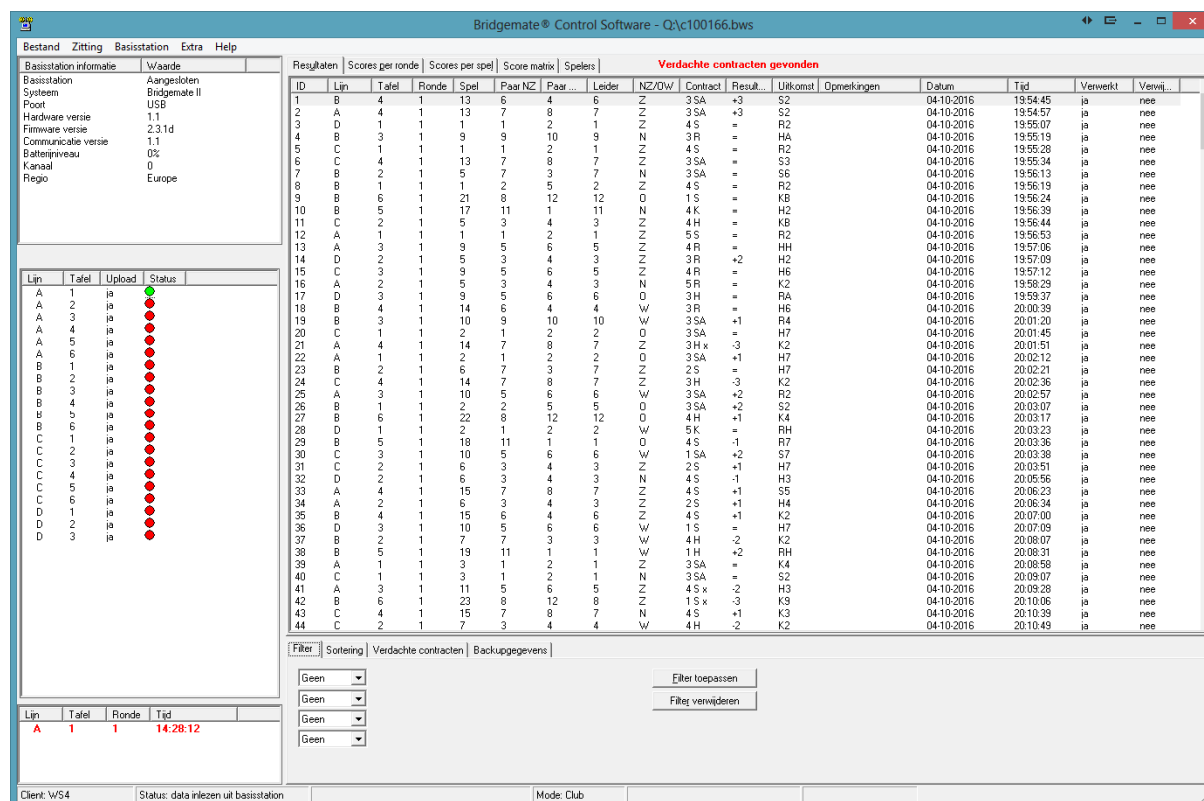 Bridgemate® Control Software - Q:\c100166.bws
Bestand Zitting Basisstation Extra Help
Basisstation informatie Waarde
Basisstation Aangesloten
Systeem Bridgemate II
Poort USB
Hardware versie 1.1
Firmware versie 2.3.1d
Communicatie versie 1.1
Batterijniveau 0%
Kanaal 0
Regio Europe
Lijn Tafel Upload Status
A 1 ja
A 2 ja
A 3 ja
A 4 ja
A 5 ja
A 6 ja
B 1 ja
B 2 ja
B 3 ja
B 4 ja
B 5 ja
B 6 ja
C 1 ja
C 2 ja
C 3 ja
C 4 ja
C 5 ja
C 6 ja
D 1 ja
D 2 ja
D 3 ja
Lijn Tafel Ronde Tijd
A 1 1 14:28:12
Resultaten Scores per ronde Scores per spel Score matrix Spelers Verdachte contracten gevonden
ID Lijn Tafel Ronde Spel Paar NZ Paar ... Leider NZ/OW Contract Result... Uitkomst Opmerkingen Datum Tijd Verwerkt Verwij...
1 B 4 1 13 6 4 6 Z 3 SA +3 S2 04-10-2016 19:54:45 ja nee
2 A 4 1 13 7 8 7 Z 3 SA +3 S2 04-10-2016 19:54:57 ja nee
3 D 1 1 1 1 2 1 Z 4 S = R2 04-10-2016 19:55:07 ja nee
4 B 3 1 9 9 10 9 N 3 R = HA 04-10-2016 19:55:19 ja nee
5 C 1 1 1 1 2 1 Z 4 S = R2 04-10-2016 19:55:28 ja nee
6 C 4 1 13 7 8 7 Z 3 SA = S3 04-10-2016 19:55:34 ja nee
7 B 2 1 5 7 3 7 N 3 SA = S6 04-10-2016 19:56:13 ja nee
8 B 1 1 1 2 5 2 Z 4 S = R2 04-10-2016 19:56:19 ja nee
9 B 6 1 21 8 12 12 O 1 S = KB 04-10-2016 19:56:24 ja nee
10 B 5 1 17 11 1 11 N 4 K = H2 04-10-2016 19:56:39 ja nee
11 C 2 1 5 3 4 3 Z 4 H = KB 04-10-2016 19:56:44 ja nee
12 A 1 1 1 1 2 1 Z 5 S = R2 04-10-2016 19:56:53 ja nee
13 A 3 1 9 5 6 5 Z 4 R = HH 04-10-2016 19:57:06 ja nee
14 D 2 1 5 3 4 3 Z 3 R +2 H2 04-10-2016 19:57:09 ja nee
15 C 3 1 9 5 6 5 Z 4 R = H6 04-10-2016 19:57:12 ja nee
16 A 2 1 5 3 4 3 N 5 R = K2 04-10-2016 19:58:29 ja nee
17 D 3 1 9 5 6 6 O 3 H = RA 04-10-2016 19:59:37 ja nee
18 B 4 1 14 6 4 4 W 3 R = H6 04-10-2016 20:00:39 ja nee
19 B 3 1 10 9 10 10 W 3 SA +1 R4 04-10-2016 20:01:20 ja nee
20 C 1 1 2 1 2 2 O 3 SA = H7 04-10-2016 20:01:45 ja nee
21 A 4 1 14 7 8 7 Z 3 H x -3 K2 04-10-2016 20:01:51 ja nee
22 A 1 1 2 1 2 2 O 3 SA +1 H7 04-10-2016 20:02:12 ja nee
23 B 2 1 6 7 3 7 Z 2 S = H7 04-10-2016 20:02:21 ja nee
24 C 4 1 14 7 8 7 Z 3 H -3 K2 04-10-2016 20:02:36 ja nee
25 A 3 1 10 5 6 6 W 3 SA +2 R2 04-10-2016 20:02:57 ja nee
26 B 1 1 2 2 5 5 O 3 SA +2 S2 04-10-2016 20:03:07 ja nee
27 B 6 1 22 8 12 12 O 4 H +1 K4 04-10-2016 20:03:17 ja nee
28 D 1 1 2 1 2 2 W 5 K = RH 04-10-2016 20:03:23 ja nee
29 B 5 1 18 11 1 1 O 4 S -1 R7 04-10-2016 20:03:36 ja nee
30 C 3 1 10 5 6 6 W 1 SA +2 S7 04-10-2016 20:03:38 ja nee
31 C 2 1 6 3 4 3 Z 2 S +1 H7 04-10-2016 20:03:51 ja nee
32 D 2 1 6 3 4 3 N 4 S -1 H3 04-10-2016 20:05:56 ja nee
33 A 4 1 15 7 8 7 Z 4 S +1 S5 04-10-2016 20:06:23 ja nee
34 A 2 1 6 3 4 3 Z 2 S +1 H4 04-10-2016 20:06:34 ja nee
35 B 4 1 15 6 4 6 Z 4 S +1 K2 04-10-2016 20:07:00 ja nee
36 D 3 1 10 5 6 6 W 1 S = H7 04-10-2016 20:07:09 ja nee
37 B 2 1 7 7 3 3 W 4 H -2 K2 04-10-2016 20:08:07 ja nee
38 B 5 1 19 11 1 1 W 1 H +2 RH 04-10-2016 20:08:31 ja nee
39 A 1 1 3 1 2 1 Z 3 SA = K4 04-10-2016 20:08:58 ja nee
40 C 1 1 3 1 2 1 N 3 SA = S2 04-10-2016 20:09:07 ja nee
41 A 3 1 11 5 6 5 Z 4 S x -2 H3 04-10-2016 20:09:28 ja nee
42 B 6 1 23 8 12 8 Z 1 S x -3 K9 04-10-2016 20:10:06 ja nee
43 C 4 1 15 7 8 7 N 4 S +1 K3 04-10-2016 20:10:39 ja nee
44 C 2 1 7 3 4 4 W 4 H -2 K2 04-10-2016 20:10:49 ja nee
Filter Sortering Verdachte contracten Backupgegevens
Geen Filter toepassen
Geen Filter verwijderen
Geen
Geen
Client: WS4 Status: data inlezen uit basisstation Mode: Club